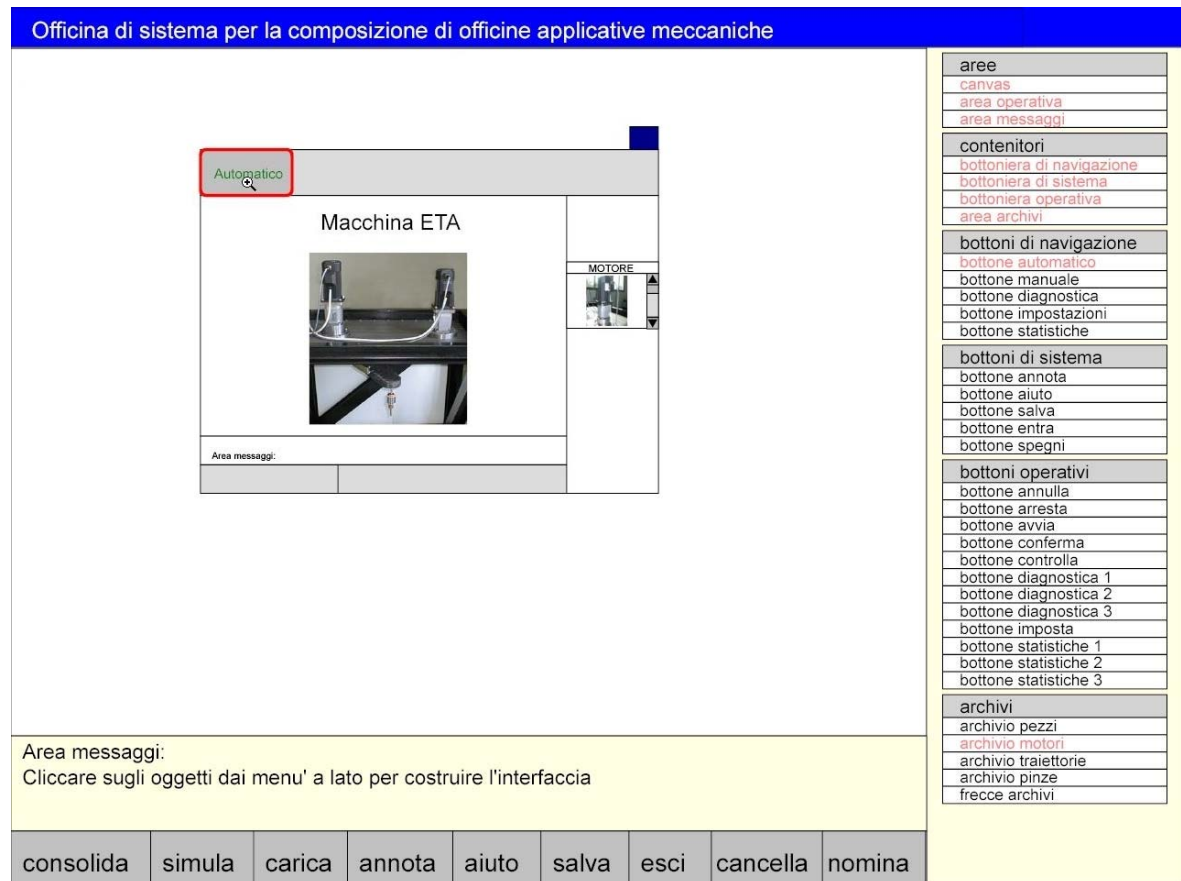 Officina di sistema per la composizione di officine applicative meccaniche
Automatico
Macchina ETA
MOTORE
Area messaggi:
aree
canvas
area operativa
area messaggi
contenitori
bottoniera di navigazione
bottoniera di sistema
bottoniera operativa
area archivi
bottoni di navigazione
bottone automatico
bottone manuale
bottone diagnostica
bottone impostazioni
bottone statistiche
bottoni di sistema
bottone annota
bottone aiuto
bottone salva
bottone entra
bottone spegni
bottoni operativi
bottone annulla
bottone arresta
bottone avvia
bottone conferma
bottone controlla
bottone diagnostica 1
bottone diagnostica 2
bottone diagnostica 3
bottone imposta
bottone statistiche 1
bottone statistiche 2
bottone statistiche 3
archivi
archivio pezzi
archivio motori
archivio traiettorie
archivio pinze
frecce archivi
Area messaggi:
Cliccare sugli oggetti dai menu' a lato per costruire l'interfaccia
consolida simula carica annota aiuto salva esci cancella nomina